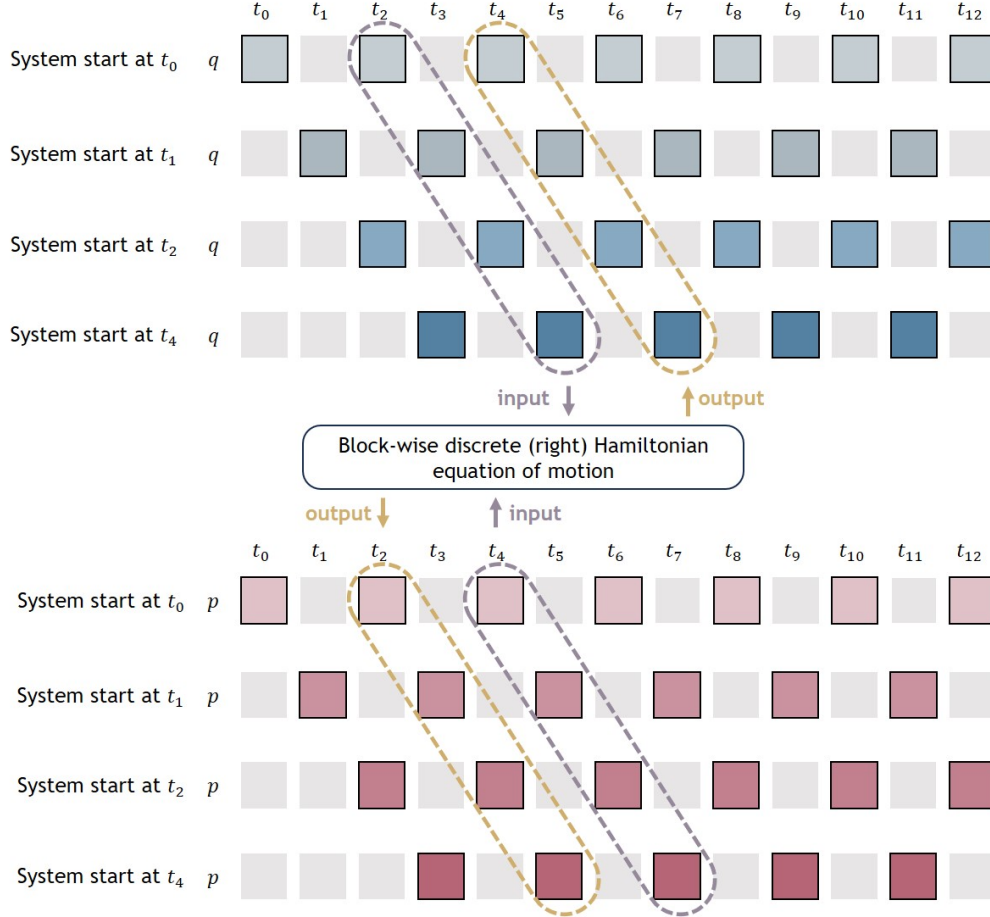 t₀ t₁ t₂ t₃ t₄ t₅ t₆ t₇ t₈ t₉ t₁₀ t₁₁ t₁₂
System start at t₀ q
System start at t₁ q
System start at t₂ q
System start at t₄ q
input output
Block-wise discrete (right) Hamiltonian
equation of motion
output input
t₀ t₁ t₂ t₃ t₄ t₅ t₆ t₇ t₈ t₉ t₁₀ t₁₁ t₁₂
System start at t₀ p
System start at t₁ p
System start at t₂ p
System start at t₄ p